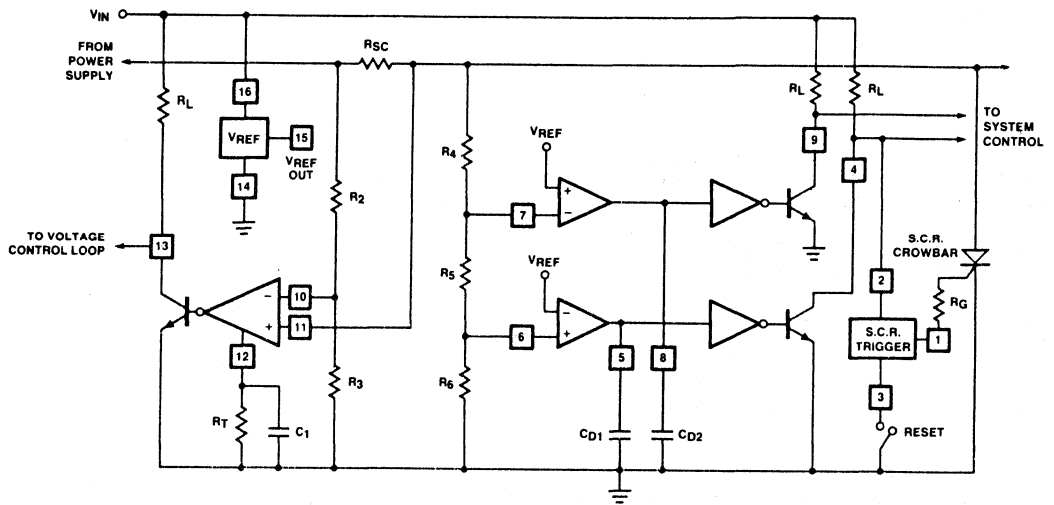 VIN
FROM
POWER
SUPPLY
RSC
RL
16
VREF
15
VREF
OUT
14
TO VOLTAGE
CONTROL LOOP
13
R2
10
11
12
− 
+
RT
C1
R3
R4
R5
R6
VREF
+
−
7
VREF
−
+
6
5
8
CD1
CD2
RL
RL
9
4
TO
SYSTEM
CONTROL
S.C.R.
CROWBAR
2
RG
S.C.R.
TRIGGER
1
3
RESET